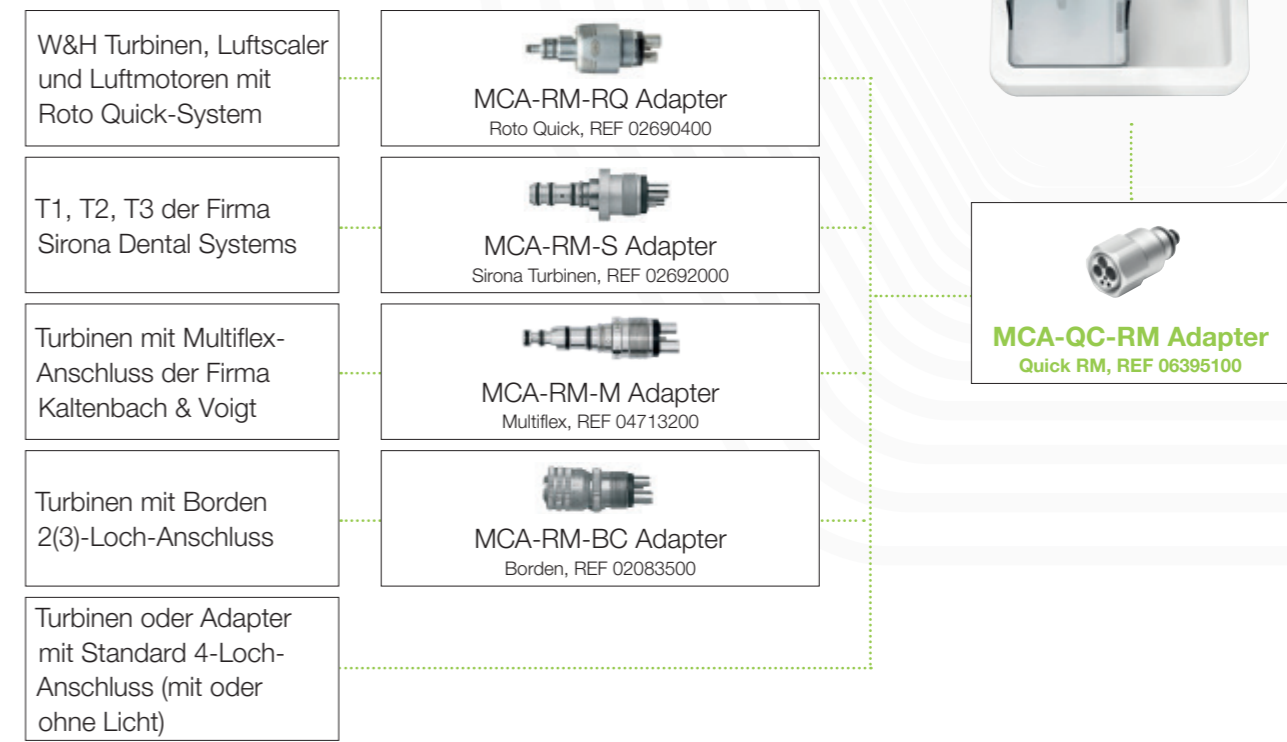 W&H Turbinen, Luftscaler
und Luftmotoren mit
Roto Quick-System
MCA-RM-RQ Adapter
Roto Quick, REF 02690400
T1, T2, T3 der Firma
Sirona Dental Systems
MCA-RM-S Adapter
Sirona Turbinen, REF 02692000
Turbinen mit Multiflex-
Anschluss der Firma
Kaltenbach & Voigt
MCA-RM-M Adapter
Multiflex, REF 04713200
Turbinen mit Borden
2(3)-Loch-Anschluss
MCA-RM-BC Adapter
Borden, REF 02083500
Turbinen oder Adapter
mit Standard 4-Loch-
Anschluss (mit oder
ohne Licht)
MCA-QC-RM Adapter
Quick RM, REF 06395100